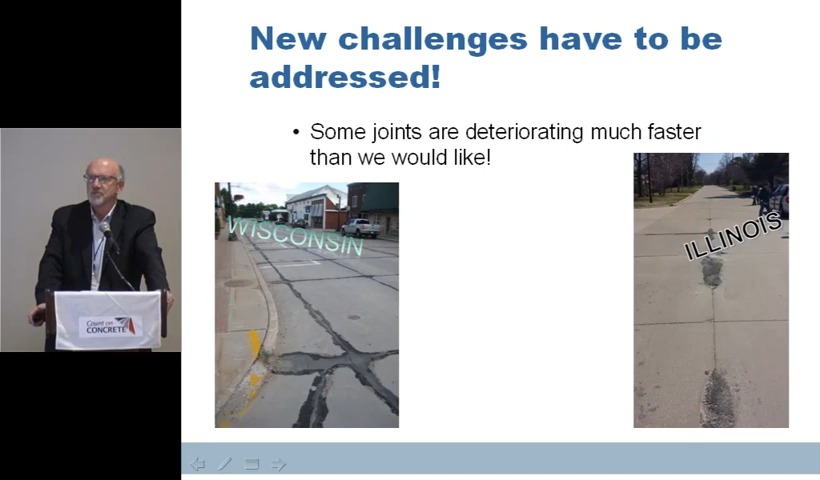 New challenges have to be
addressed!
• Some joints are deteriorating much faster
than we would like!
WISCONSIN
ILLINOIS
Count on
CONCRETE